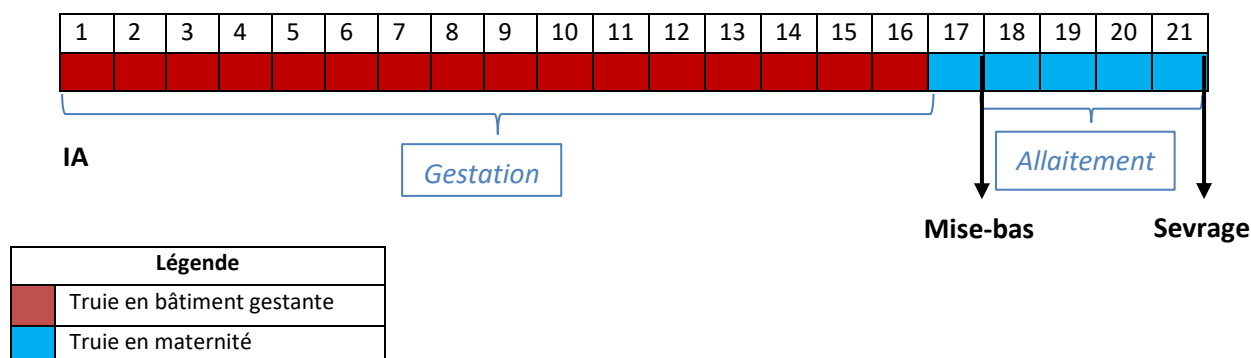 1 2 3 4 5 6 7 8 9 10 11 12 13 14 15 16 17 18 19 20 21
IA
Gestation
Allaitement
Mise-bas
Sevrage
Légende
Truie en bâtiment gestante
Truie en maternité